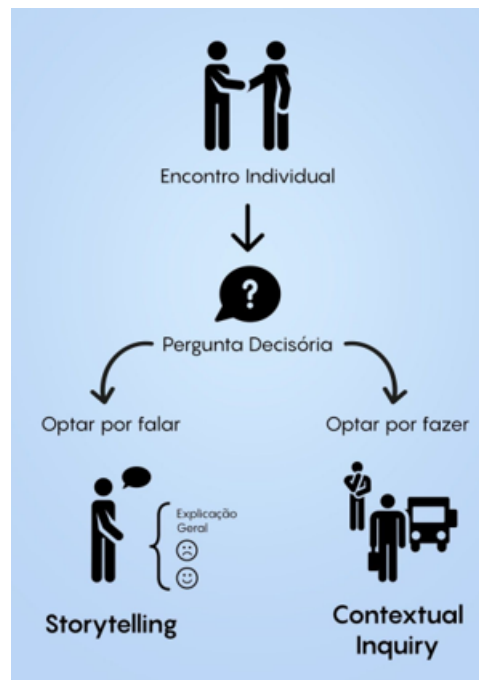 Encontro Individual
?
Pergunta Decisória
Optar por falar
Optar por fazer
Explicação
Geral
Storytelling
Contextual
Inquiry